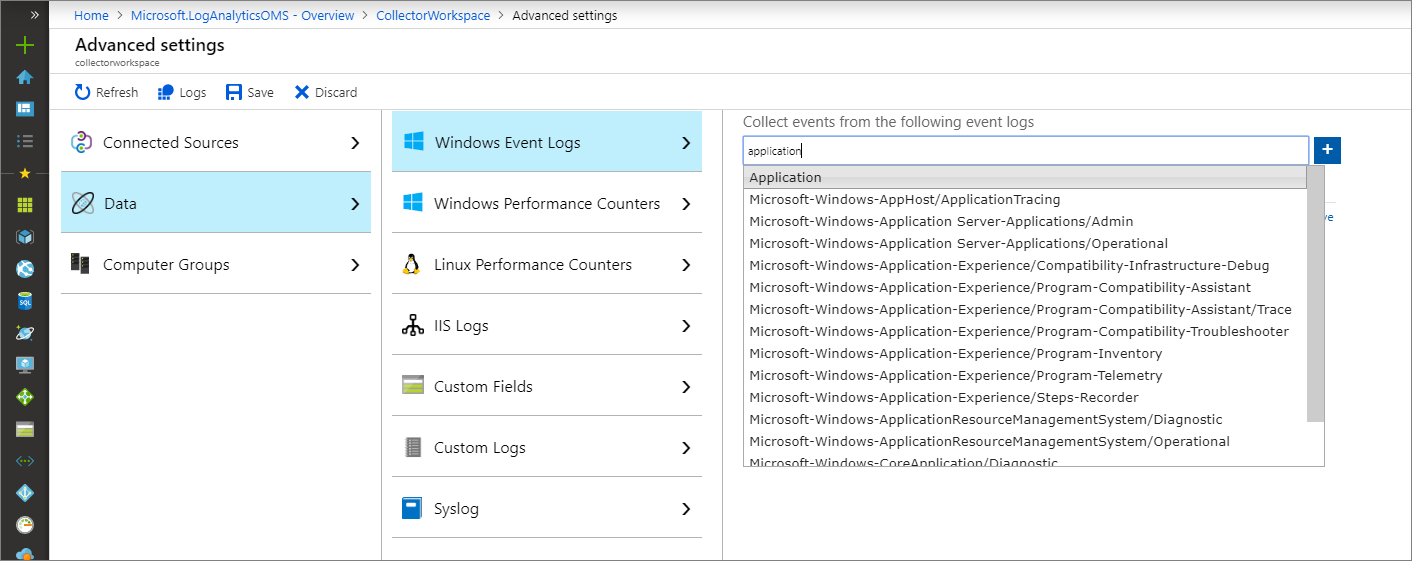 Home > Microsoft.LogAnalyticsOMS - Overview > CollectorWorkspace > Advanced settings
Advanced settings
collectorworkspace
Refresh Logs Save Discard
Connected Sources
Data
Computer Groups
Windows Event Logs
Windows Performance Counters
Linux Performance Counters
IIS Logs
Custom Fields
Custom Logs
Syslog
Collect events from the following event logs
application
Application
Microsoft-Windows-AppHost/ApplicationTracing
Microsoft-Windows-Application Server-Applications/Admin
Microsoft-Windows-Application Server-Applications/Operational
Microsoft-Windows-Application-Experience/Compatibility-Infrastructure-Debug
Microsoft-Windows-Application-Experience/Program-Compatibility-Assistant
Microsoft-Windows-Application-Experience/Program-Compatibility-Assistant/Trace
Microsoft-Windows-Application-Experience/Program-Compatibility-Troubleshooter
Microsoft-Windows-Application-Experience/Program-Inventory
Microsoft-Windows-Application-Experience/Program-Telemetry
Microsoft-Windows-Application-Experience/Steps-Recorder
Microsoft-Windows-ApplicationResourceManagementSystem/Diagnostic
Microsoft-Windows-ApplicationResourceManagementSystem/Operational
Microsoft-Windows-CoreApplication/Diagnostic